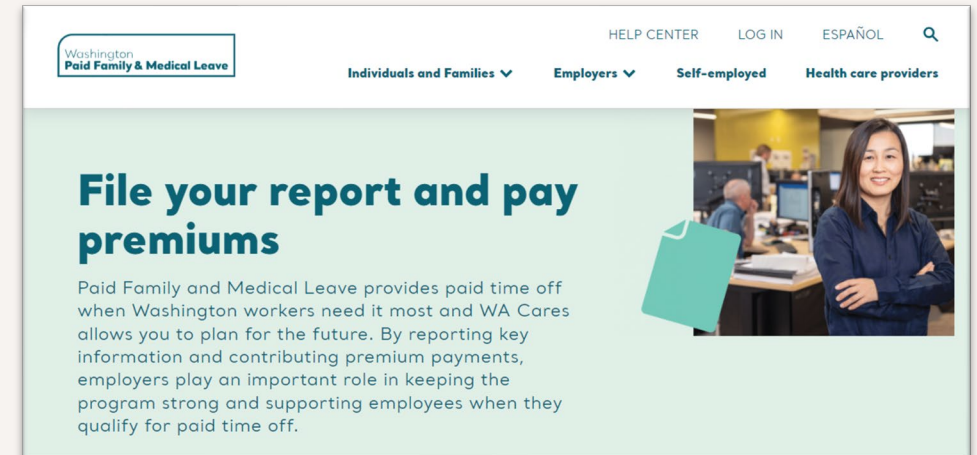 HELP CENTER LOG IN ESPAÑOL
Washington
Paid Family & Medical Leave
Individuals and Families Employers Self-employed Health care providers
File your report and pay
premiums
Paid Family and Medical Leave provides paid time off
when Washington workers need it most and WA Cares
allows you to plan for the future. By reporting key
information and contributing premium payments,
employers play an important role in keeping the
program strong and supporting employees when they
qualify for paid time off.